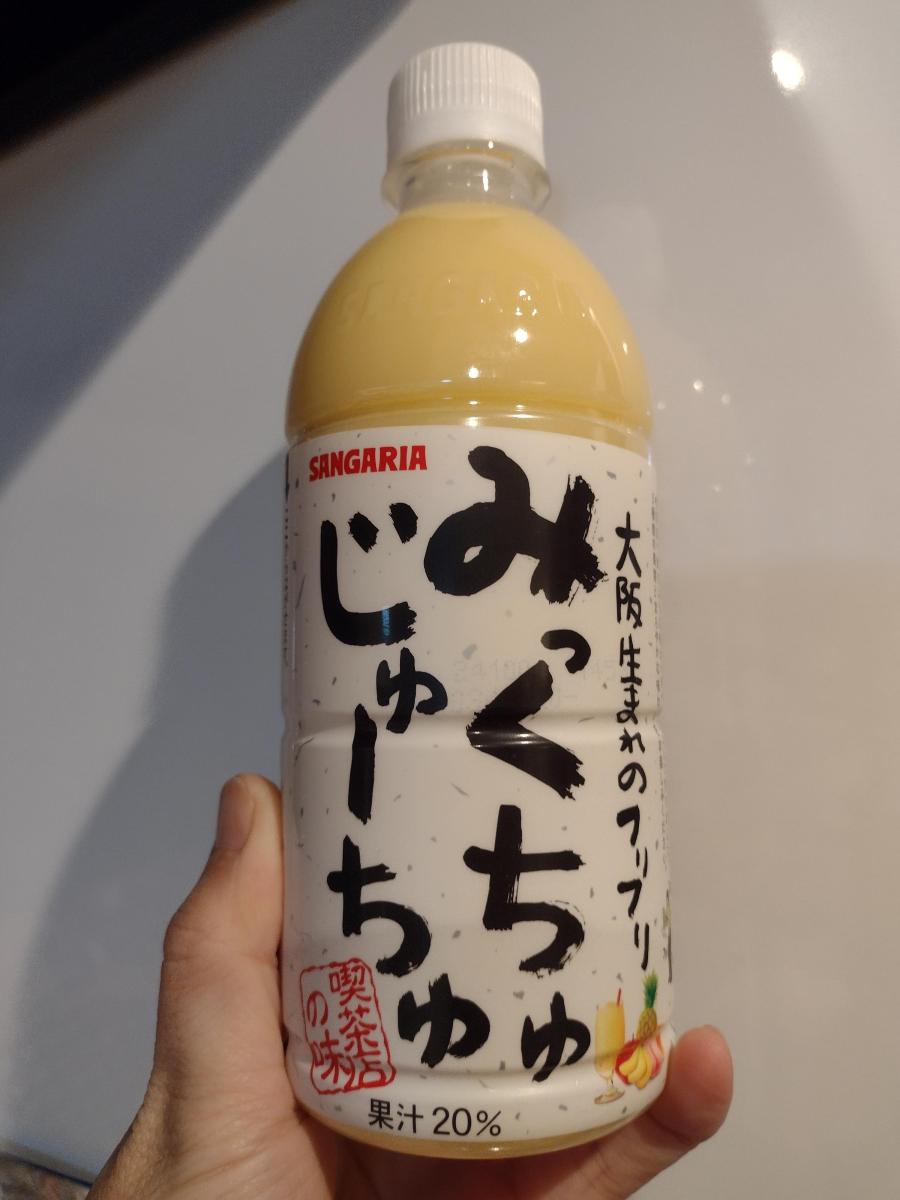 SANGARIA
大阪生まれのフリフリ
みっくちゅ
じゅーちゅ
喫茶店
の味
果汁20%